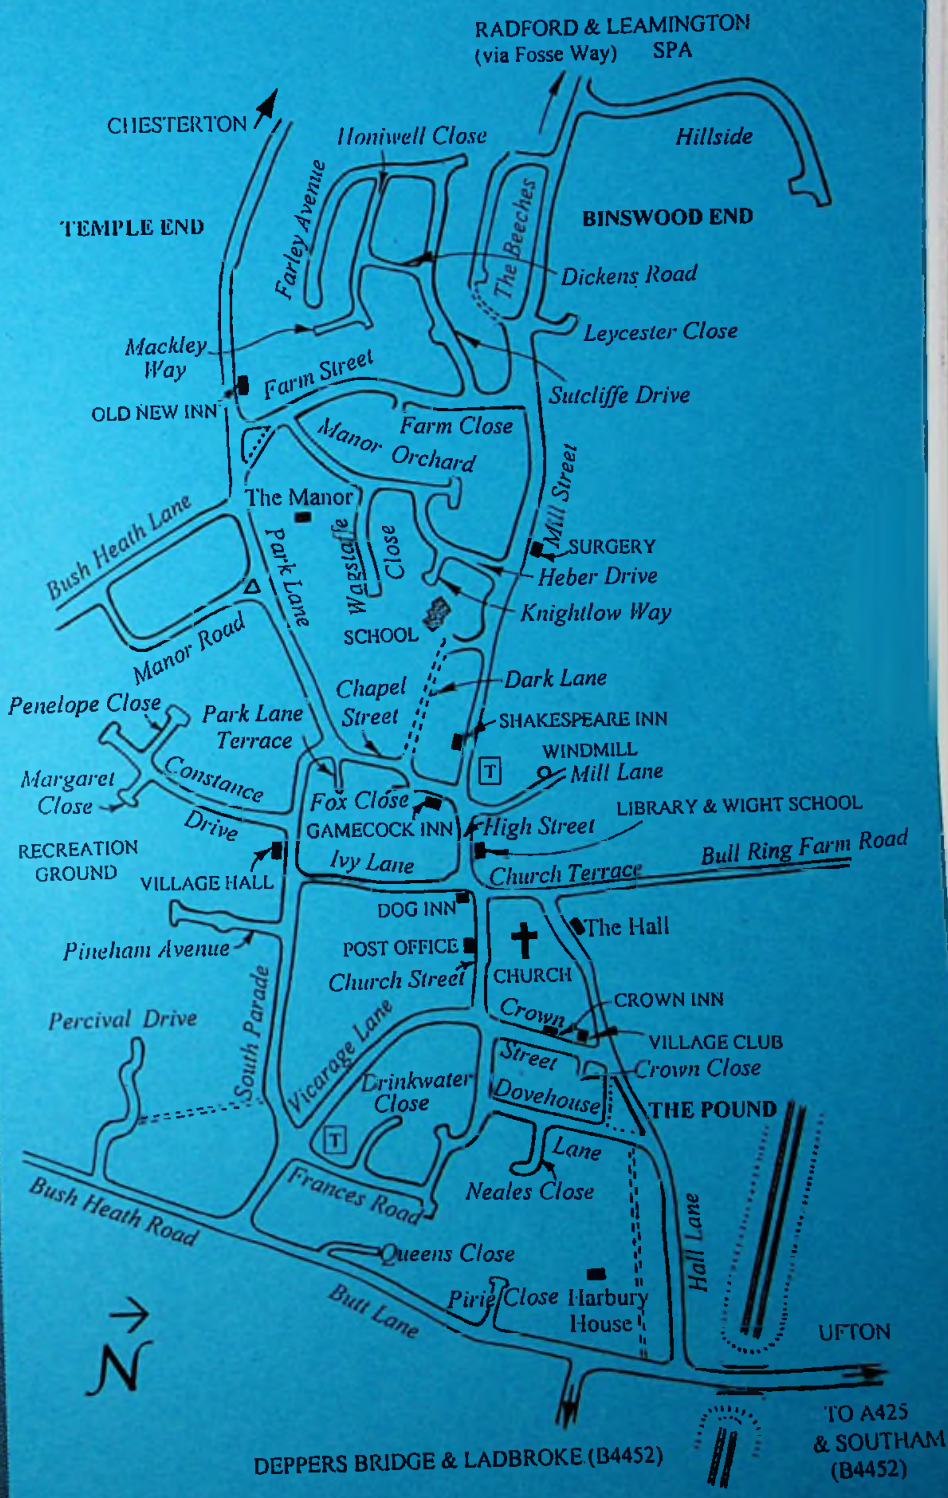 RADFORD & LEAMINGTON
(via Fosse Way) SPA
CHESTERTON
Honiwell Close
Hillside
Farley Avenue
TEMPLE END
The Beeches
BINSWOOD END
Dickens Road
Leycester Close
Mackley
Way
Farm Street
Sutcliffe Drive
OLD NEW INN
Farm Close
Manor Orchard
The Manor
Mill Street
Bush Heath Lane
Park Lane
Wagstaffe
Close
SURGERY
Heber Drive
Knightlow Way
SCHOOL
Manor Road
Dark Lane
Chapel
Street
Penelope Close
Park Lane
Terrace
SHAKESPEARE INN
WINDMILL
T
Mill Lane
Margaret
Close
Constance
Drive
Fox Close
GAMECOCK INN
LIBRARY & WIGHT SCHOOL
High Street
RECREATION
GROUND
Ivy Lane
Bull Ring Farm Road
VILLAGE HALL
Church Terrace
DOG INN
The Hall
Pineham Avenue
POST OFFICE
CHURCH
Church Street
South Parade
CROWN INN
Crown
Street
Percival Drive
Vicarage Lane
VILLAGE CLUB
Crown Close
Drinkwater
Close
Dovehouse
Lane
THE POUND
T
Neales Close
Frances Road
Bush Heath Road
Hall Lane
Queens Close
Pirie Close
Harbury
House
Butt Lane
N
UFTON
TO A425
& SOUTHAM
(B4452)
DEPPERS BRIDGE & LADBROKE (B4452)